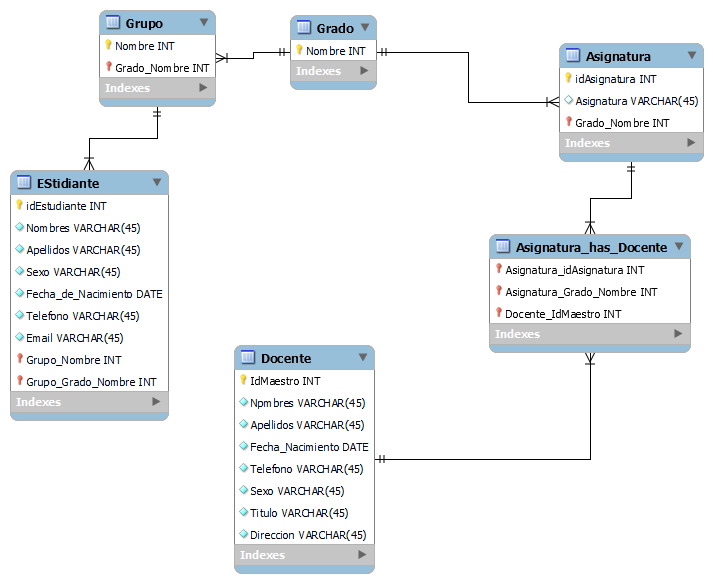 Grupo
Nombre INT
Grado_Nombre INT
Indexes
Grado
Nombre INT
Indexes
Asignatura
idAsignatura INT
Asignatura VARCHAR(45)
Grado_Nombre INT
Indexes
EStidiante
idEstudiante INT
Nombres VARCHAR(45)
Apellidos VARCHAR(45)
Sexo VARCHAR(45)
Fecha_de_Nacimiento DATE
Telefono VARCHAR(45)
Email VARCHAR(45)
Grupo_Nombre INT
Grupo_Grado_Nombre INT
Indexes
Asignatura_has_Docente
Asignatura_idAsignatura INT
Asignatura_Grado_Nombre INT
Docente_IdMaestro INT
Indexes
Docente
IdMaestro INT
Npmbres VARCHAR(45)
Apellidos VARCHAR(45)
Fecha_Nacimiento DATE
Telefono VARCHAR(45)
Sexo VARCHAR(45)
Titulo VARCHAR(45)
Direccion VARCHAR(45)
Indexes